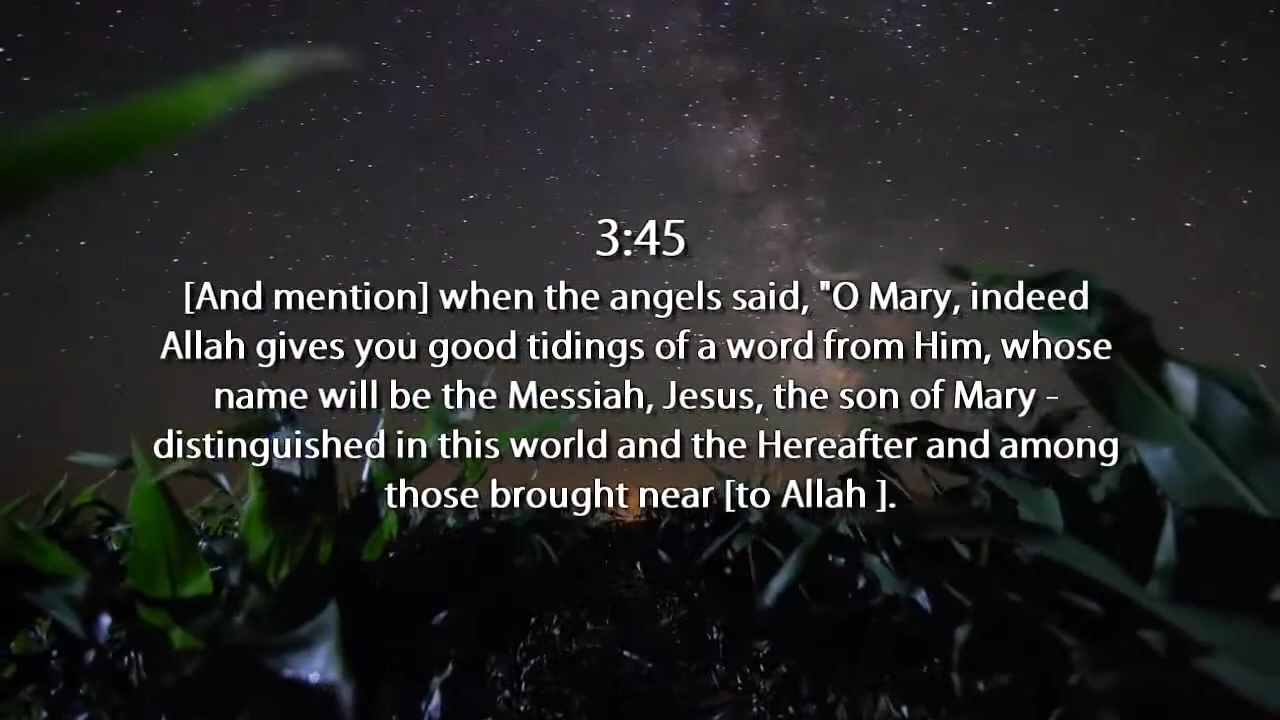 3:45
[And mention] when the angels said, "O Mary, indeed
Allah gives you good tidings of a word from Him, whose
name will be the Messiah, Jesus, the son of Mary -
distinguished in this world and the Hereafter and among
those brought near [to Allah ].